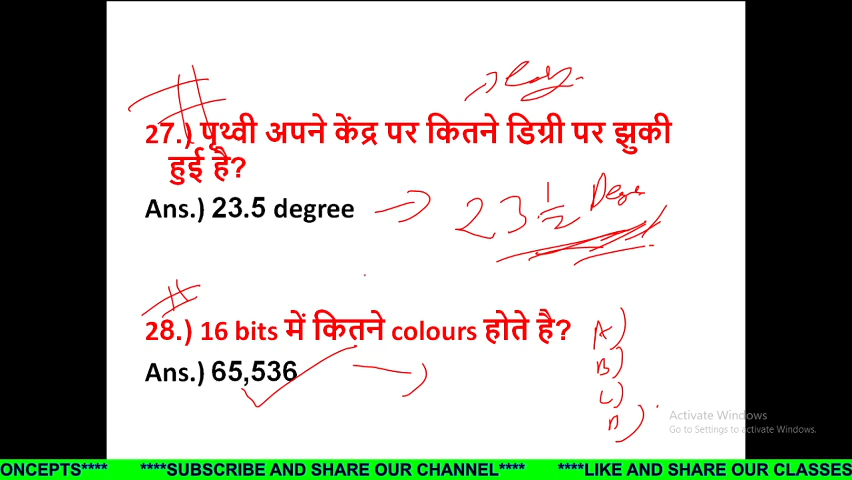 27.) पृथ्वी अपने केंद्र पर कितने डिग्री पर झुकी
हुई है?
Ans.) 23.5 degree
23 1/2
28.) 16 bits में कितने colours होते है?
Ans.) 65,536
A)
B)
C)
D)
Activate Windows
Go to Settings to activate Windows.
ONCEPTS**** ****SUBSCRIBE AND SHARE OUR CHANNEL**** ****LIKE AND SHARE OUR CLASSES